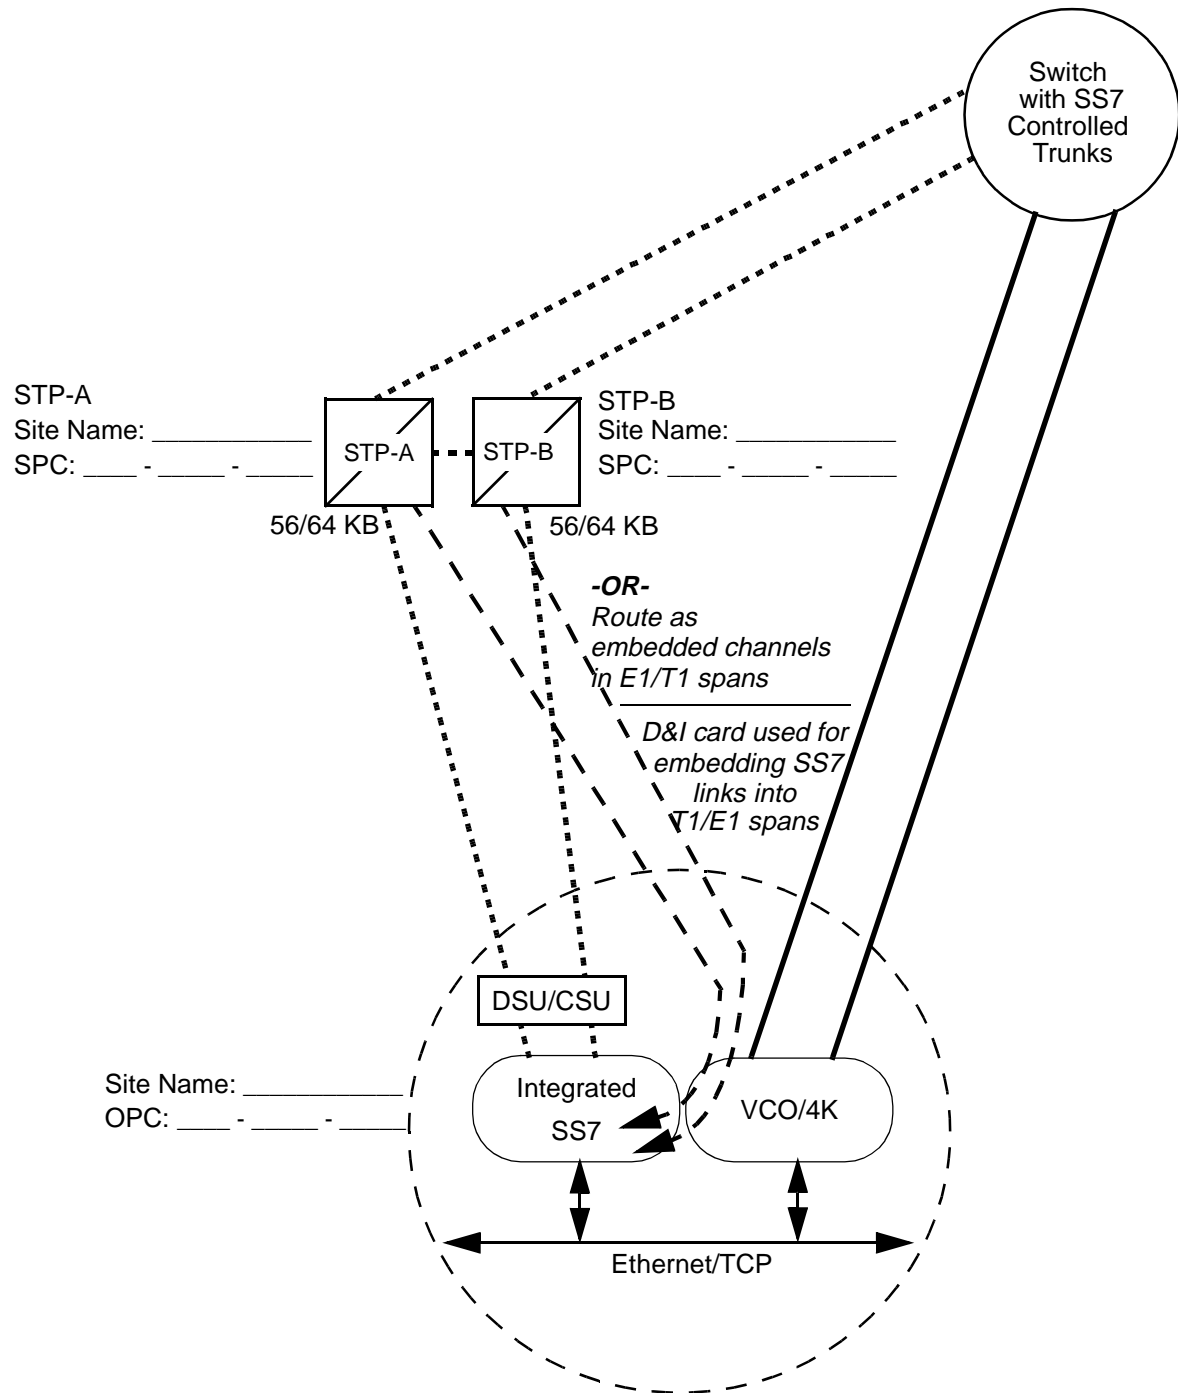 Switch
with SS7
Controlled
Trunks
STP-A
Site Name: ___________
SPC: ____ - _____ - _____
STP-A
STP-B
STP-B
Site Name: ___________
SPC: ____ - _____ - _____
56/64 KB
56/64 KB
-OR-
Route as
embedded channels
in E1/T1 spans
D&I card used for
embedding SS7
links into
T1/E1 spans
DSU/CSU
Site Name: ___________
OPC: ____ - _____ - _____
Integrated
SS7
VCO/4K
Ethernet/TCP